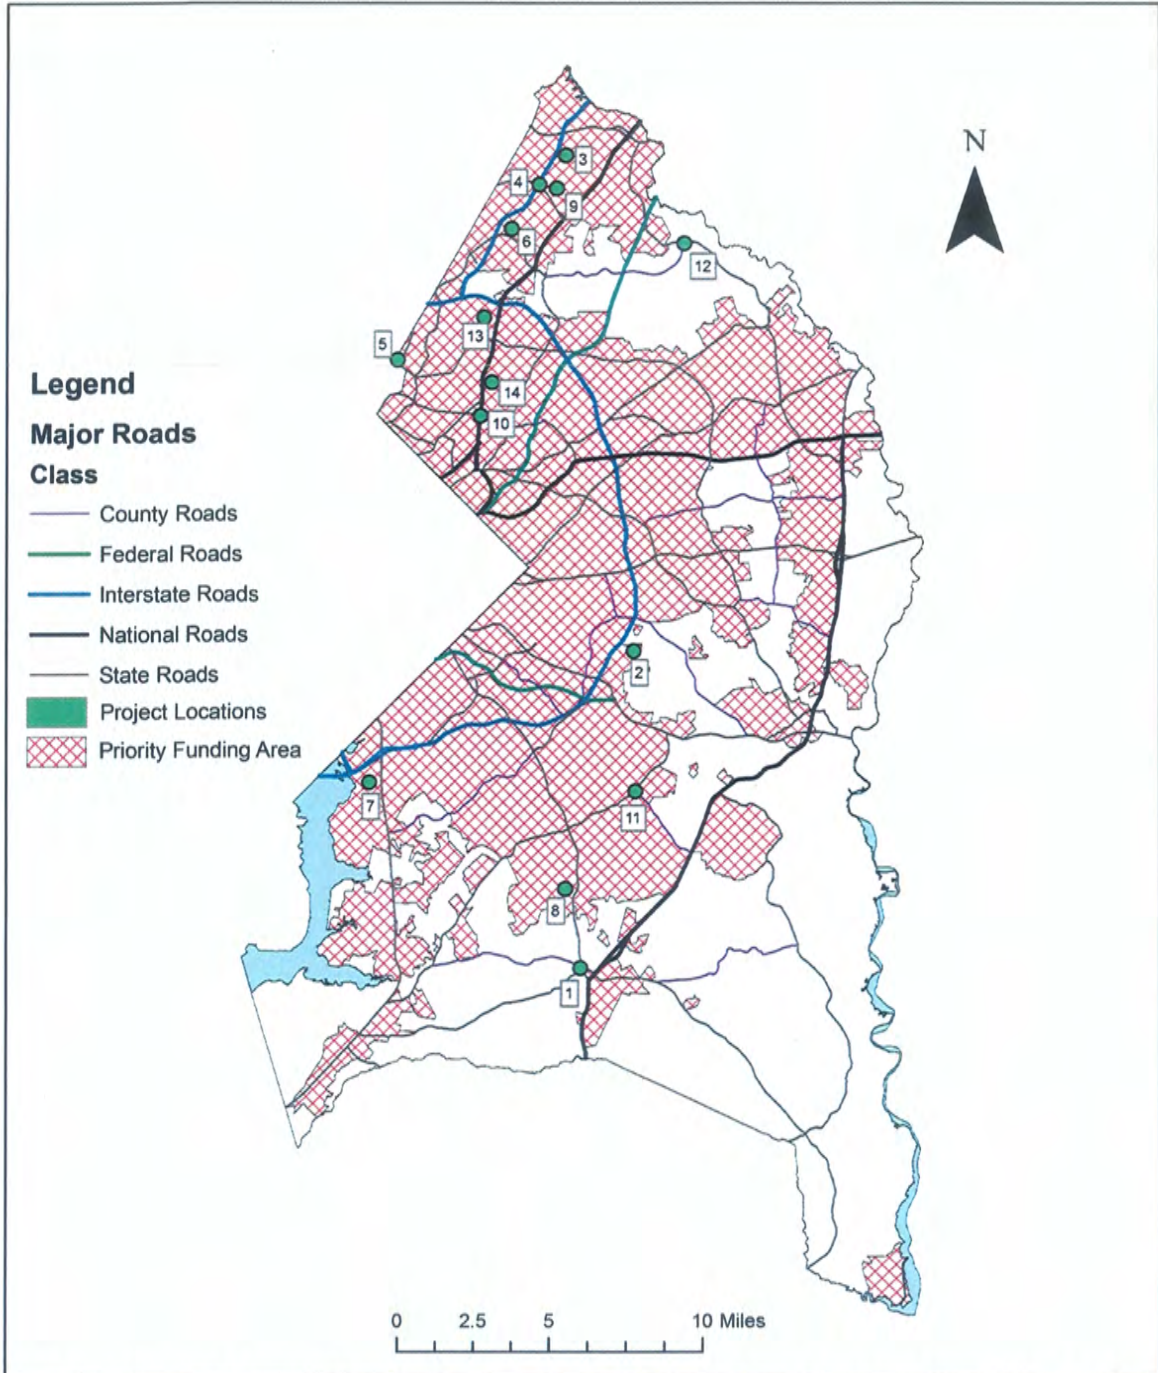 N
3
4
9
6
12
13
5
14
10
Legend
Major Roads
Class
County Roads
Federal Roads
Interstate Roads
National Roads
State Roads
Project Locations
Priority Funding Area
2
7
11
8
1
0 2.5 5 10 Miles